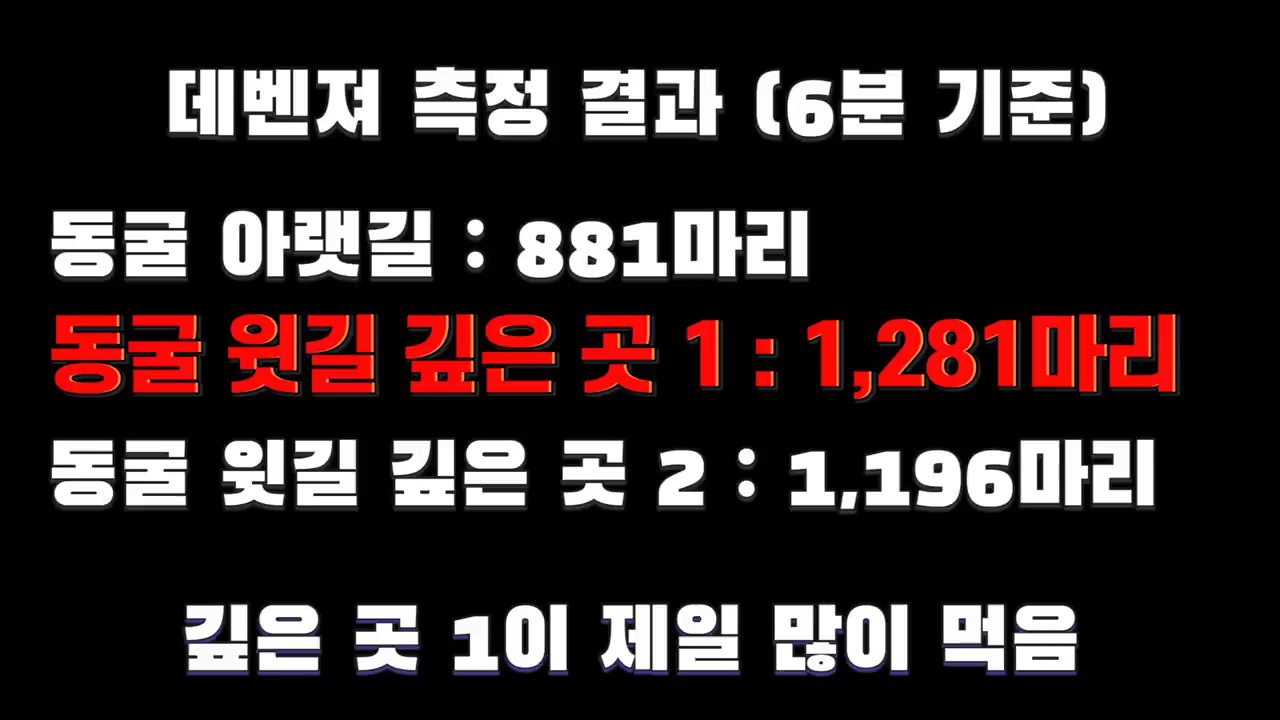 데벤져 측정 결과 (6분 기준)
동굴 아랫길 : 881마리
동굴 윗길 깊은 곳 1 : 1,281마리
동굴 윗길 깊은 곳 2 : 1,196마리
깊은 곳 1이 제일 많이 먹음